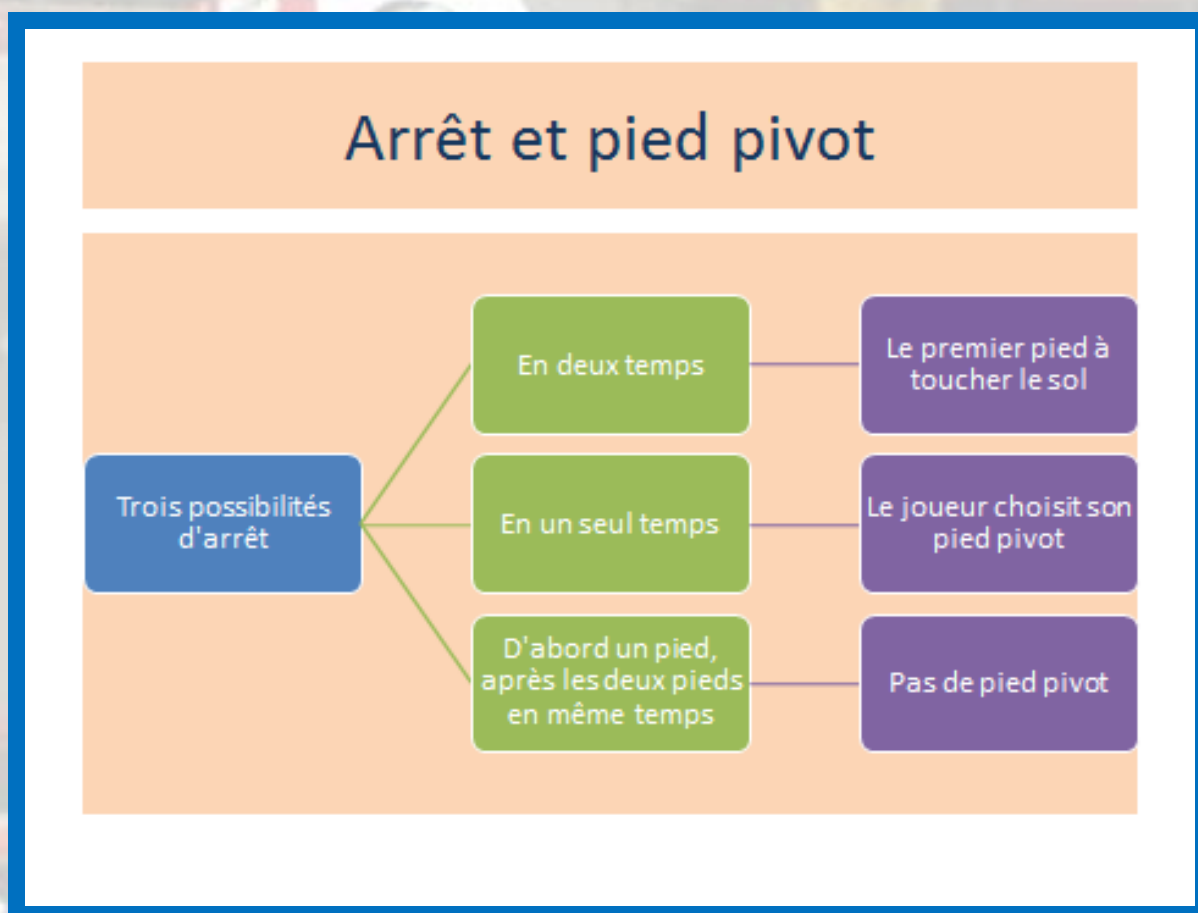 Arrêt et pied pivot
Trois possibilités
d'arrêt
En deux temps
Le premier pied à
toucher le sol
En un seul temps
Le joueur choisit son
pied pivot
D'abord un pied,
après les deux pieds
en même temps
Pas de pied pivot